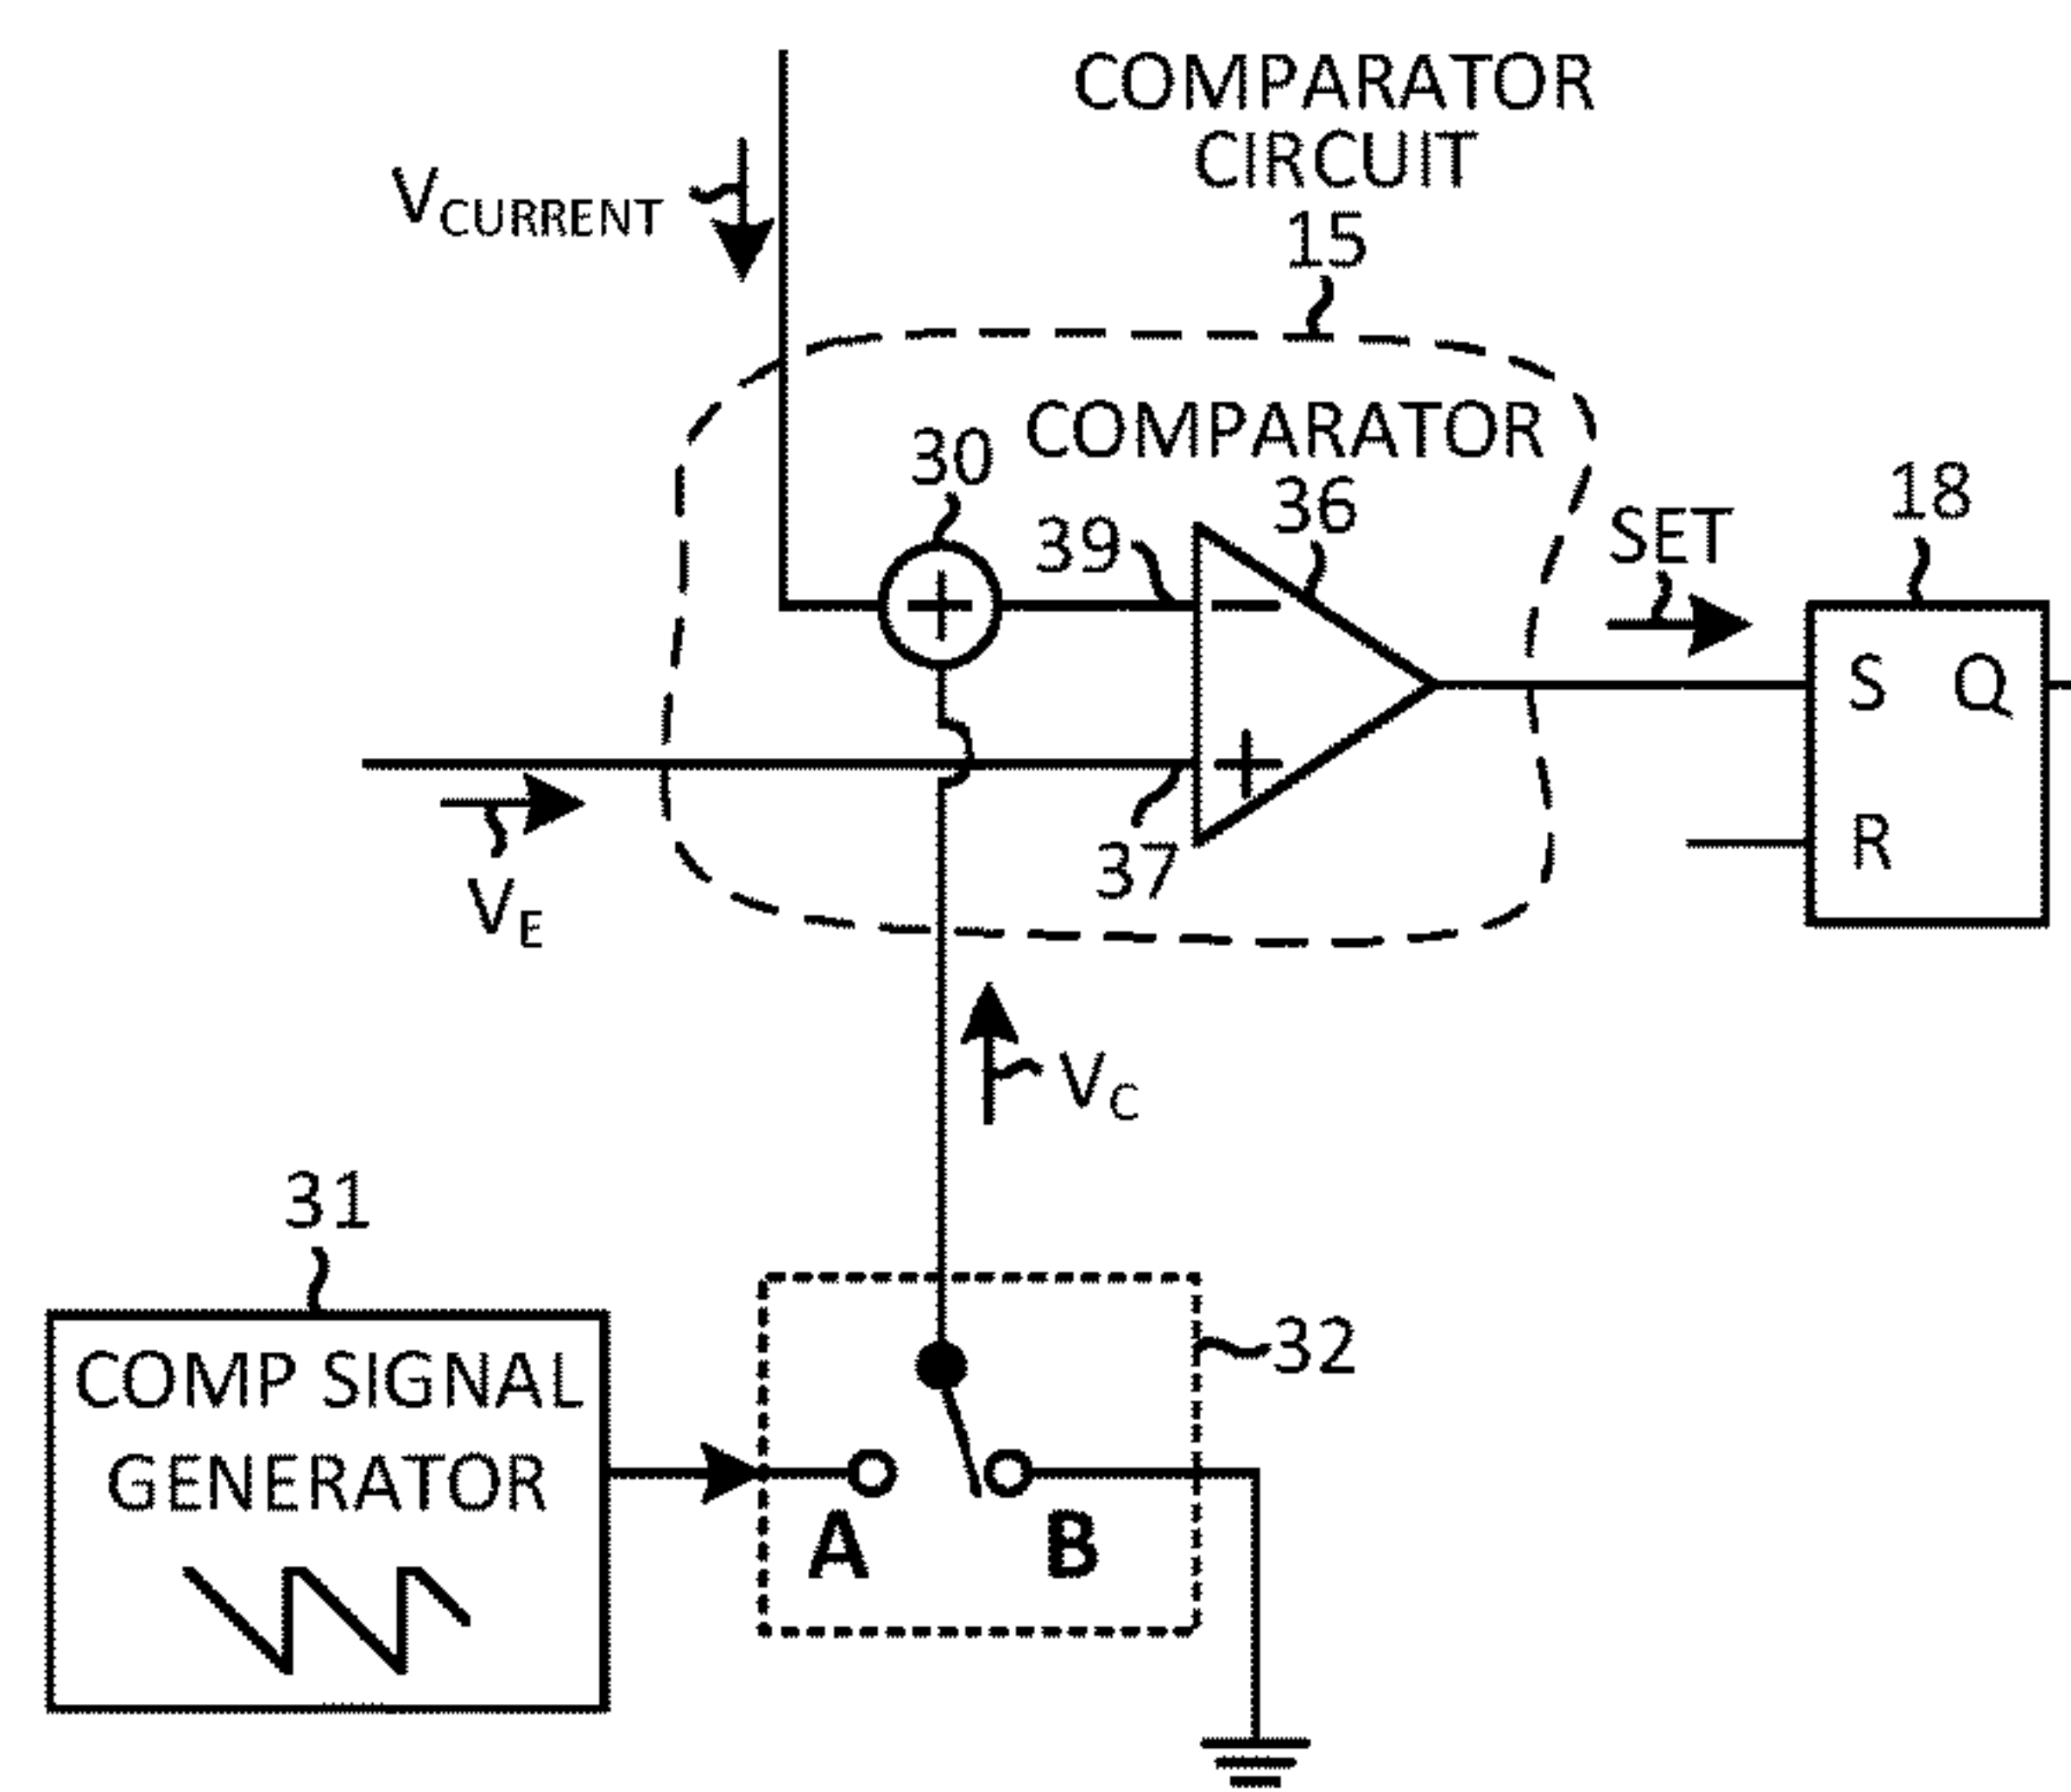 COMPARATOR
CIRCUIT
15
VCURRENT
COMPARATOR
36
30
39
SET
18
S Q
R
37
VE
VC
31
COMP SIGNAL
GENERATOR
32
A B